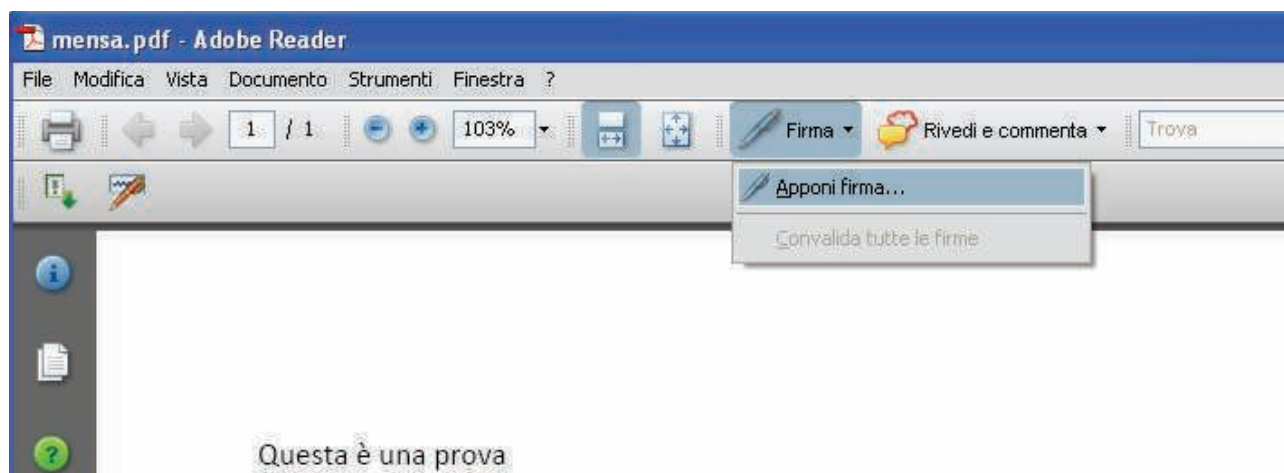 mensa.pdf - Adobe Reader
File Modifica Vista Documento Strumenti Finestra ?
1 / 1 103% Firma Rivedi e commenta Trova
Apponi firma...
Convalida tutte le firme
Questa è una prova